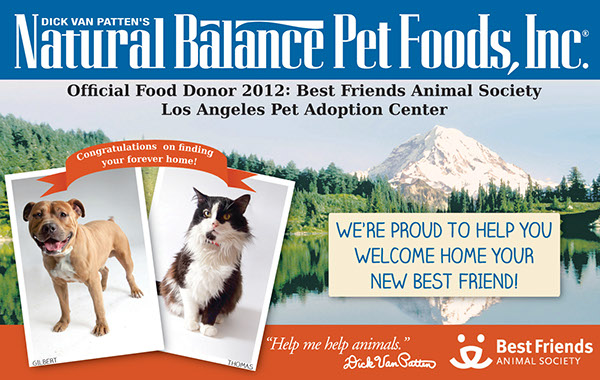 DICK VAN PATTEN'S
Natural Balance Pet Foods, Inc.®
Official Food Donor 2012: Best Friends Animal Society
Los Angeles Pet Adoption Center
Congratulations on finding
your forever home!
WE'RE PROUD TO HELP YOU
WELCOME HOME YOUR
NEW BEST FRIEND!
GILBERT
THOMAS
"Help me help animals."
Dick Van Patten
Best Friends
ANIMAL SOCIETY